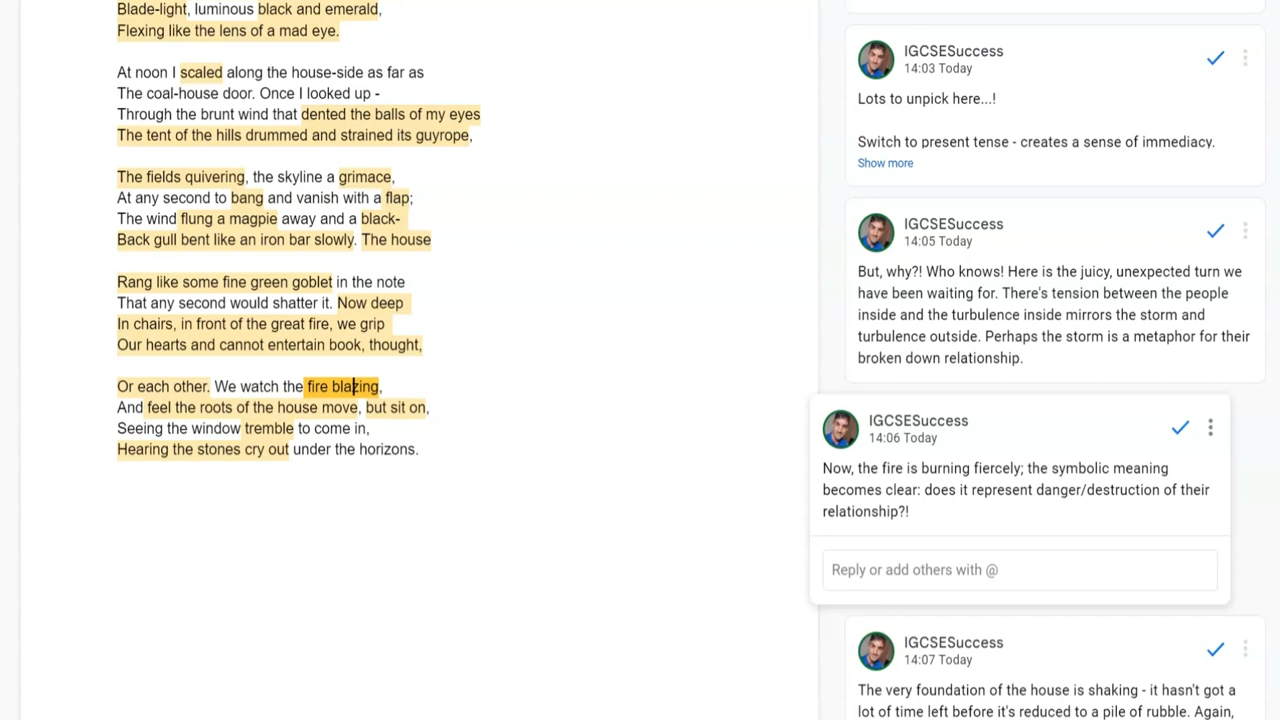 Blade-light, luminous black and emerald,
Flexing like the lens of a mad eye.
At noon I scaled along the house-side as far as
The coal-house door. Once I looked up -
Through the brunt wind that dented the balls of my eyes
The tent of the hills drummed and strained its guyrope,
The fields quivering, the skyline a grimace,
At any second to bang and vanish with a flap;
The wind flung a magpie away and a black-
Back gull bent like an iron bar slowly. The house
Rang like some fine green goblet in the note
That any second would shatter it. Now deep
In chairs, in front of the great fire, we grip
Our hearts and cannot entertain book, thought,
Or each other. We watch the fire blazing,
And feel the roots of the house move, but sit on,
Seeing the window tremble to come in,
Hearing the stones cry out under the horizons.
IGCSESuccess
14:03 Today
Lots to unpick here...!
Switch to present tense - creates a sense of immediacy.
Show more
IGCSESuccess
14:05 Today
But, why?! Who knows! Here is the juicy, unexpected turn we
have been waiting for. There's tension between the people
inside and the turbulence inside mirrors the storm and
turbulence outside. Perhaps the storm is a metaphor for their
broken down relationship.
IGCSESuccess
14:06 Today
Now, the fire is burning fiercely; the symbolic meaning
becomes clear: does it represent danger/destruction of their
relationship?!
Reply or add others with @
IGCSESuccess
14:07 Today
The very foundation of the house is shaking - it hasn't got a
lot of time left before it's reduced to a pile of rubble. Again,